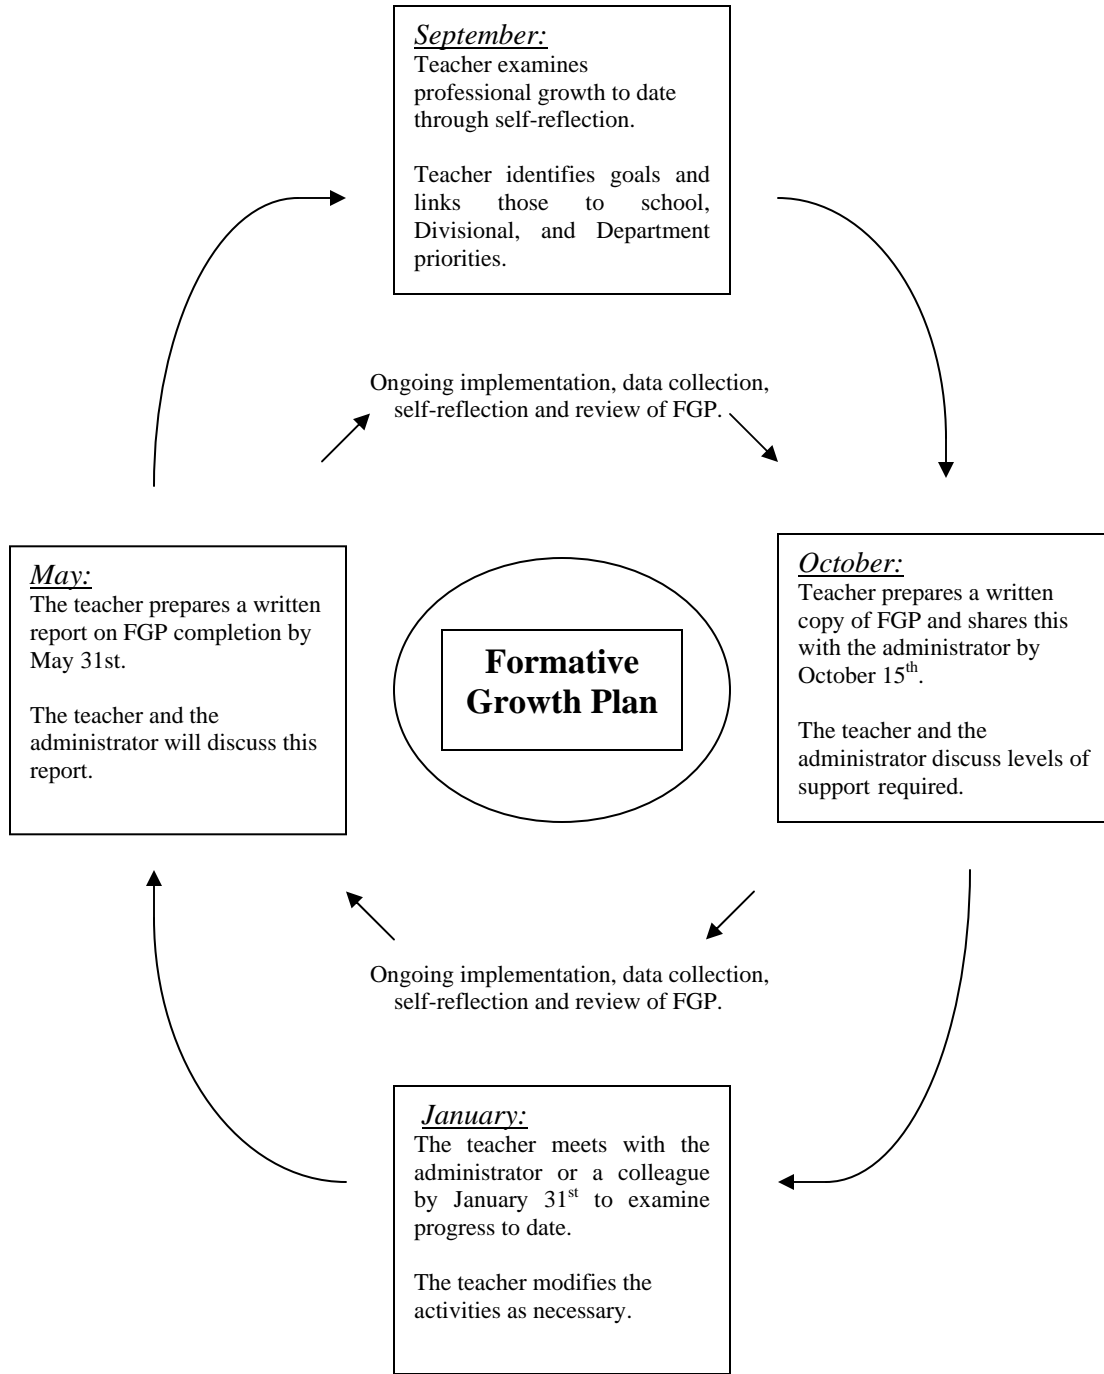 September:
Teacher examines
professional growth to date
through self-reflection.
Teacher identifies goals and
links those to school,
Divisional, and Department
priorities.
Ongoing implementation, data collection,
self-reflection and review of FGP.
May:
The teacher prepares a written
report on FGP completion by
May 31st.
The teacher and the
administrator will discuss this
report.
Formative
Growth Plan
October:
Teacher prepares a written
copy of FGP and shares this
with the administrator by
October 15th.
The teacher and the
administrator discuss levels of
support required.
Ongoing implementation, data collection,
self-reflection and review of FGP.
January:
The teacher meets with the
administrator or a colleague
by January 31st to examine
progress to date.
The teacher modifies the
activities as necessary.